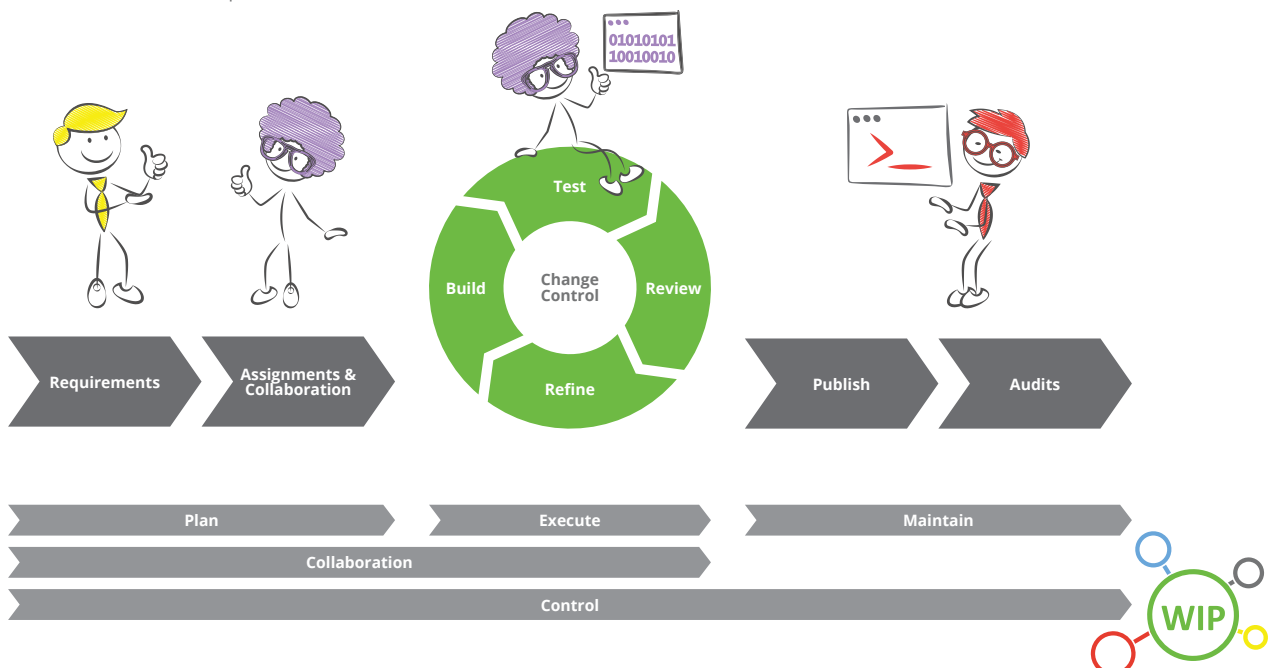 01010101
10010010
Test
Build
Change
Control
Review
Refine
Requirements
Assignments &
Collaboration
Publish
Audits
Plan
Execute
Maintain
Collaboration
Control
WIP